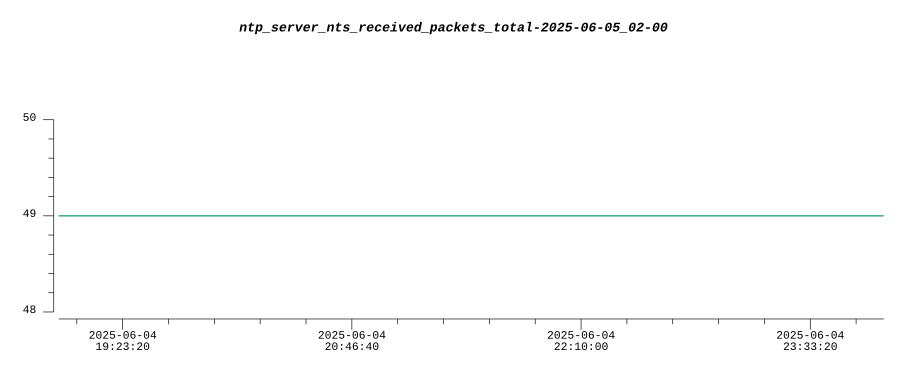 ntp_server_nts_received_packets_total-2025-06-05_02-00
50
49
48
2025-06-04 2025-06-04 2025-06-04 2025-06-04
19:23:20 20:46:40 22:10:00 23:33:20